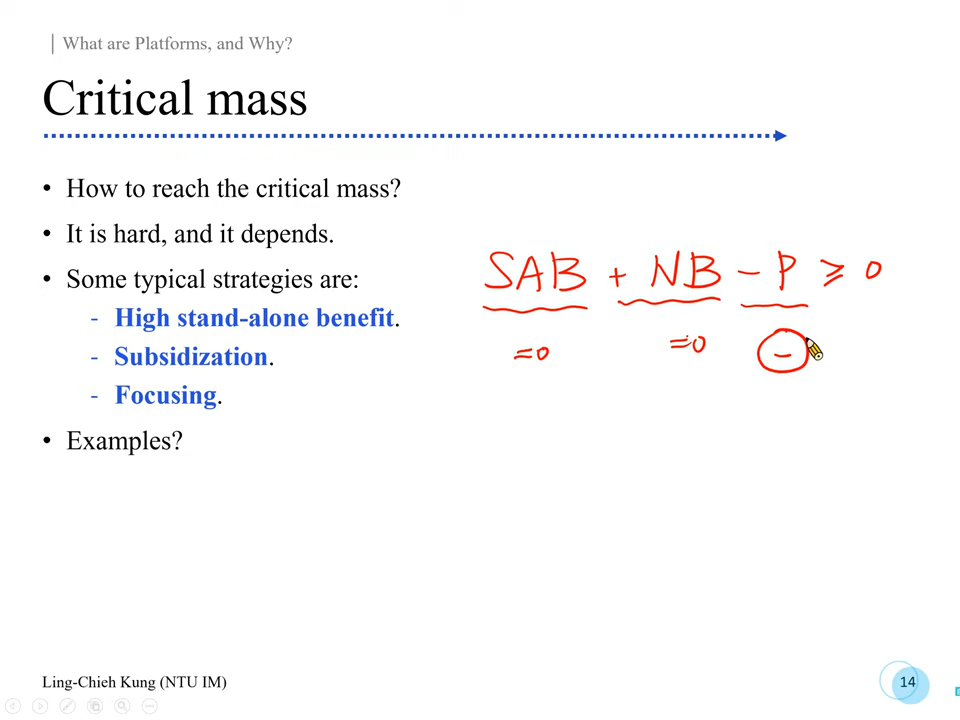 | What are Platforms, and Why?
Critical mass
• How to reach the critical mass?
• It is hard, and it depends.
• Some typical strategies are:
- High stand-alone benefit.
- Subsidization.
- Focusing.
• Examples?
SAB + NB - P ≥ 0
=0 =0 -
Ling-Chieh Kung (NTU IM)
14